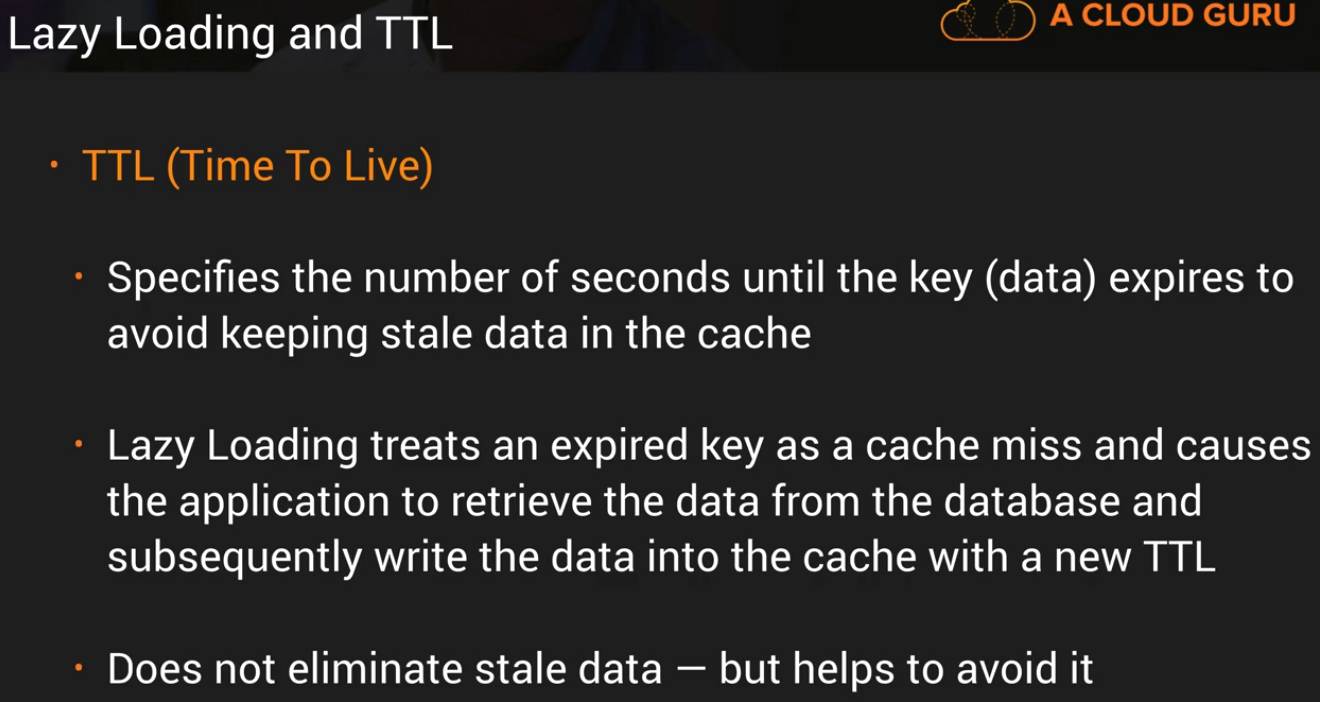 Lazy Loading and TTL
A CLOUD GURU
• TTL (Time To Live)
• Specifies the number of seconds until the key (data) expires to
avoid keeping stale data in the cache
• Lazy Loading treats an expired key as a cache miss and causes
the application to retrieve the data from the database and
subsequently write the data into the cache with a new TTL
• Does not eliminate stale data — but helps to avoid it